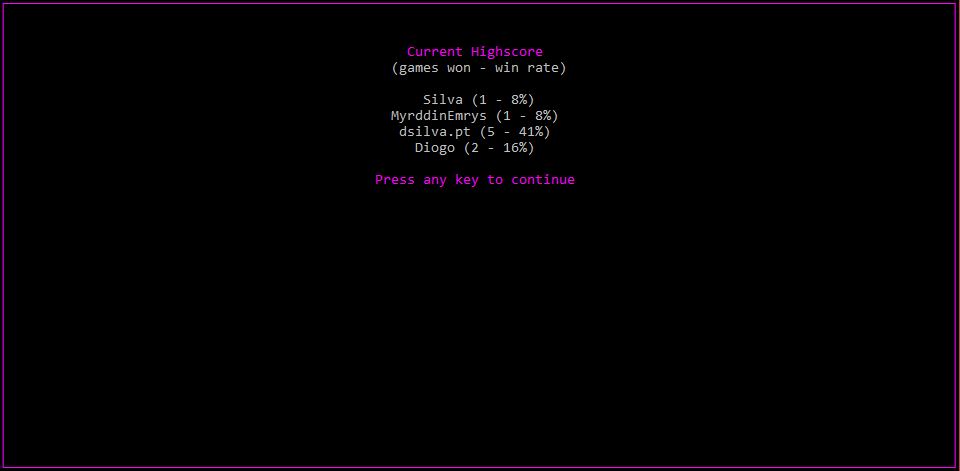 Current Highscore
(games won - win rate)
Silva (1 - 8%)
MyrddinEmrys (1 - 8%)
dsilva.pt (5 - 41%)
Diogo (2 - 16%)
Press any key to continue